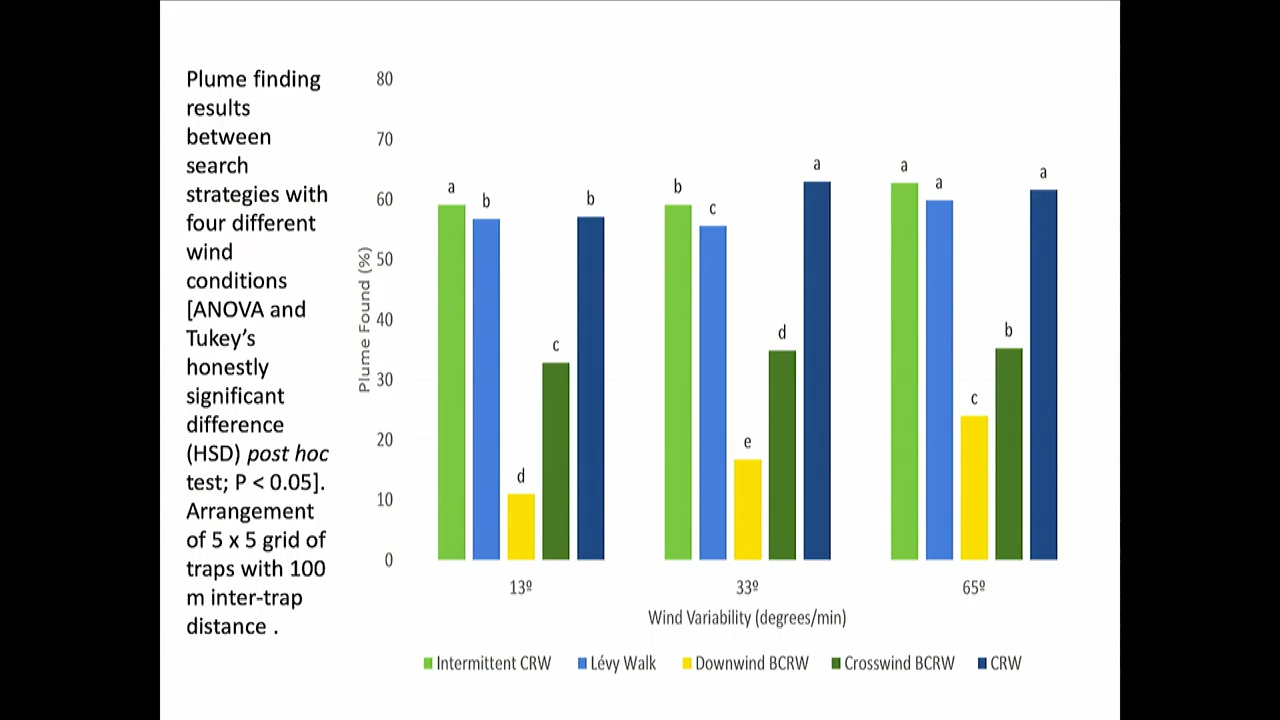 Plume finding
results
between
search
strategies with
four different
wind
conditions
[ANOVA and
Tukey’s
honestly
significant
difference
(HSD) post hoc
test; P < 0.05].
Arrangement
of 5 x 5 grid of
traps with 100
m inter-trap
distance .
Plume Found (%)
80
70
60
50
40
30
20
10
0
a b d c b
b c e d a
a a c b a
13º 33º 65º
Wind Variability (degrees/min)
Intermittent CRW Lévy Walk Downwind BCRW Crosswind BCRW CRW